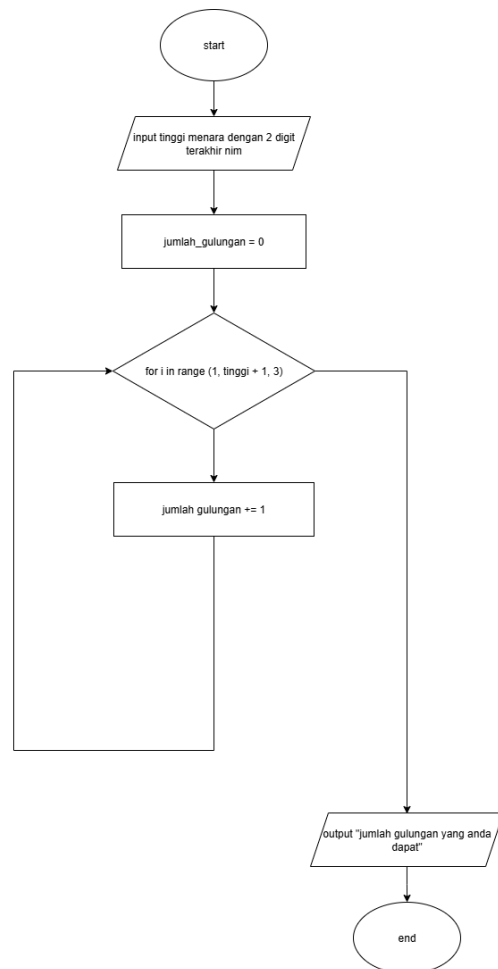 start
input tinggi menara dengan 2 digit
terakhir nim
jumlah_gulungan = 0
for i in range (1, tinggi + 1, 3)
jumlah gulungan += 1
output "jumlah gulungan yang anda
dapat"
end